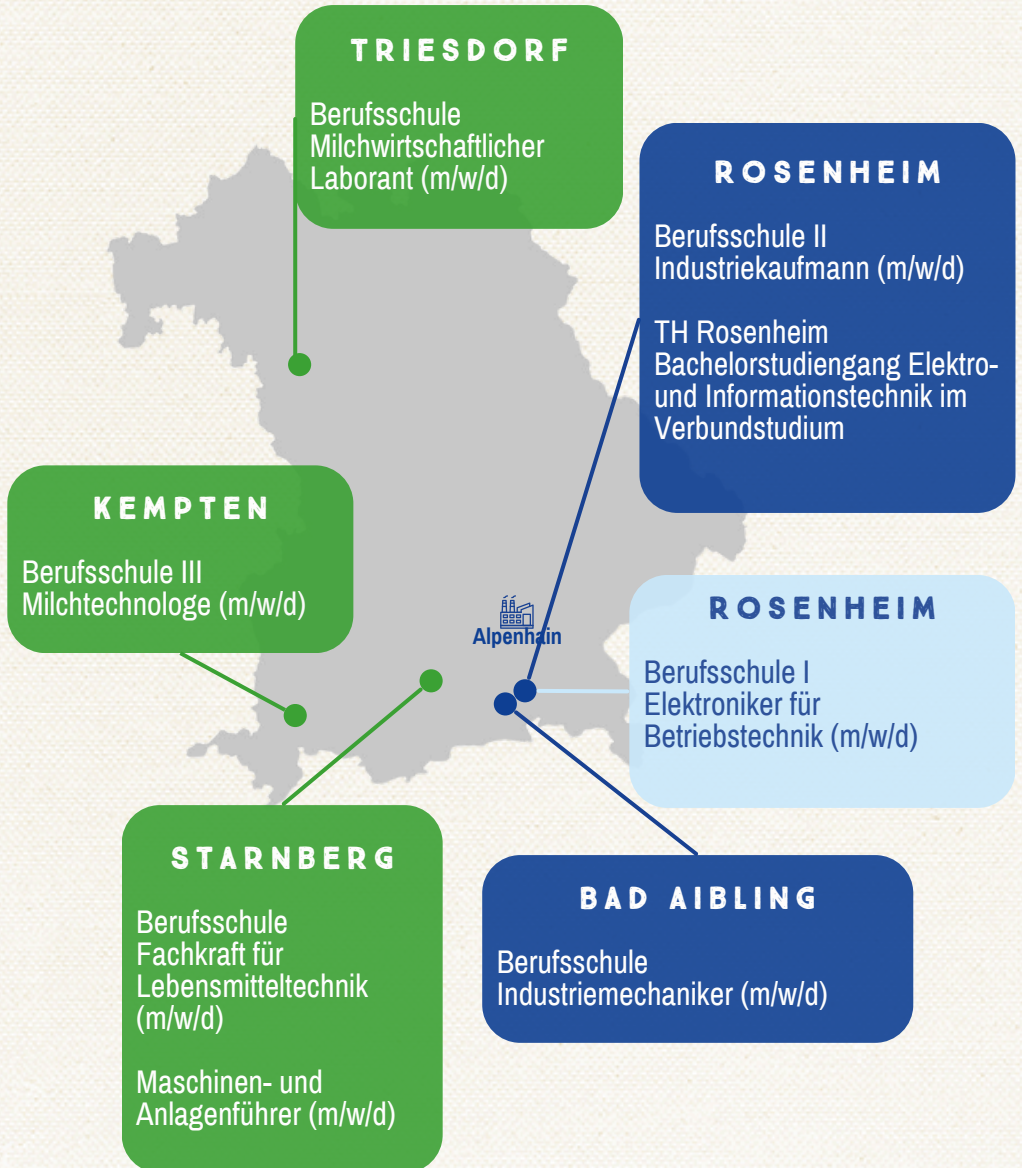 TRIESDORF
Berufsschule
Milchwirtschaftlicher
Laborant (m/w/d)
ROSENHEIM
Berufsschule II
Industriekaufmann (m/w/d)
TH Rosenheim
Bachelorstudiengang Elektro-
und Informationstechnik im
Verbundstudium
KEMPTEN
Berufsschule III
Milchtechnologe (m/w/d)
Alpenhain
ROSENHEIM
Berufsschule I
Elektroniker für
Betriebstechnik (m/w/d)
STARNBERG
Berufsschule
Fachkraft für
Lebensmitteltechnik
(m/w/d)
Maschinen- und
Anlagenführer (m/w/d)
BAD AIBLING
Berufsschule
Industriemechaniker (m/w/d)